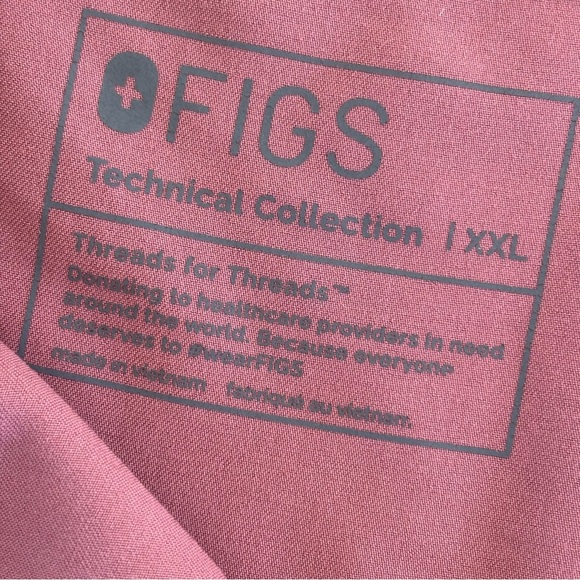 FIGS
Technical Collection | XXL
Threads for Threads™
Donating to healthcare providers in need
around the world. Because everyone
deserves to #wearFIGS
made in vietnam fabriqué au vietnam